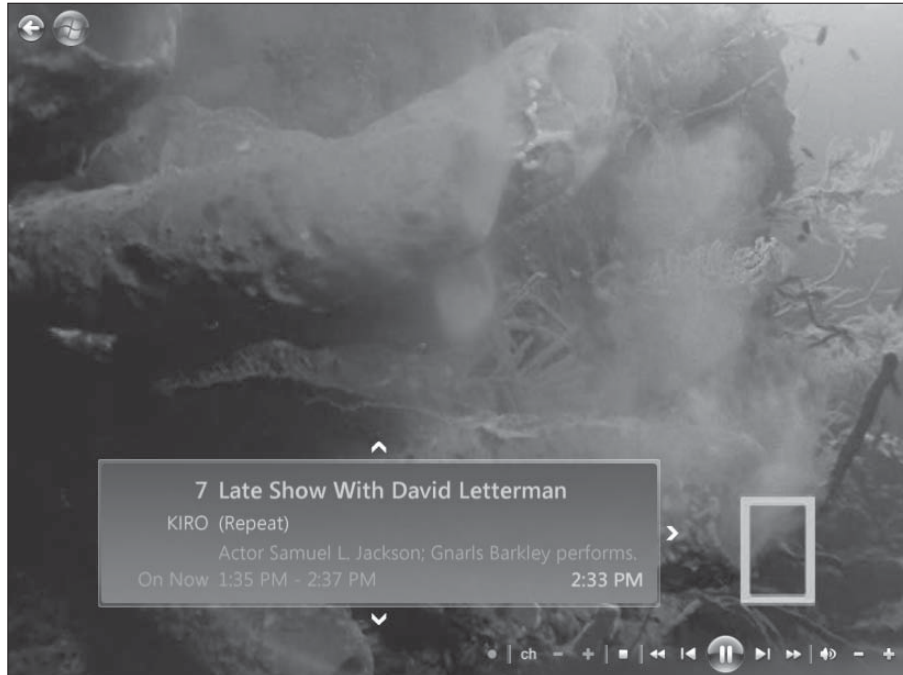 7 Late Show With David Letterman
KIRO (Repeat)
Actor Samuel L. Jackson; Gnarls Barkley performs.
On Now 1:35 PM - 2:37 PM 2:33 PM
ch